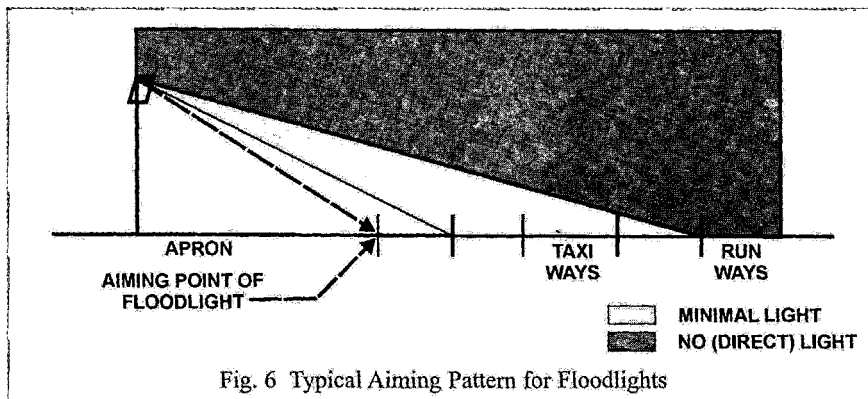 APRON
TAXI
WAYS
RUN
WAYS
AIMING POINT OF
FLOODLIGHT
MINIMAL LIGHT
NO (DIRECT) LIGHT
Fig. 6 Typical Aiming Pattern for Floodlights